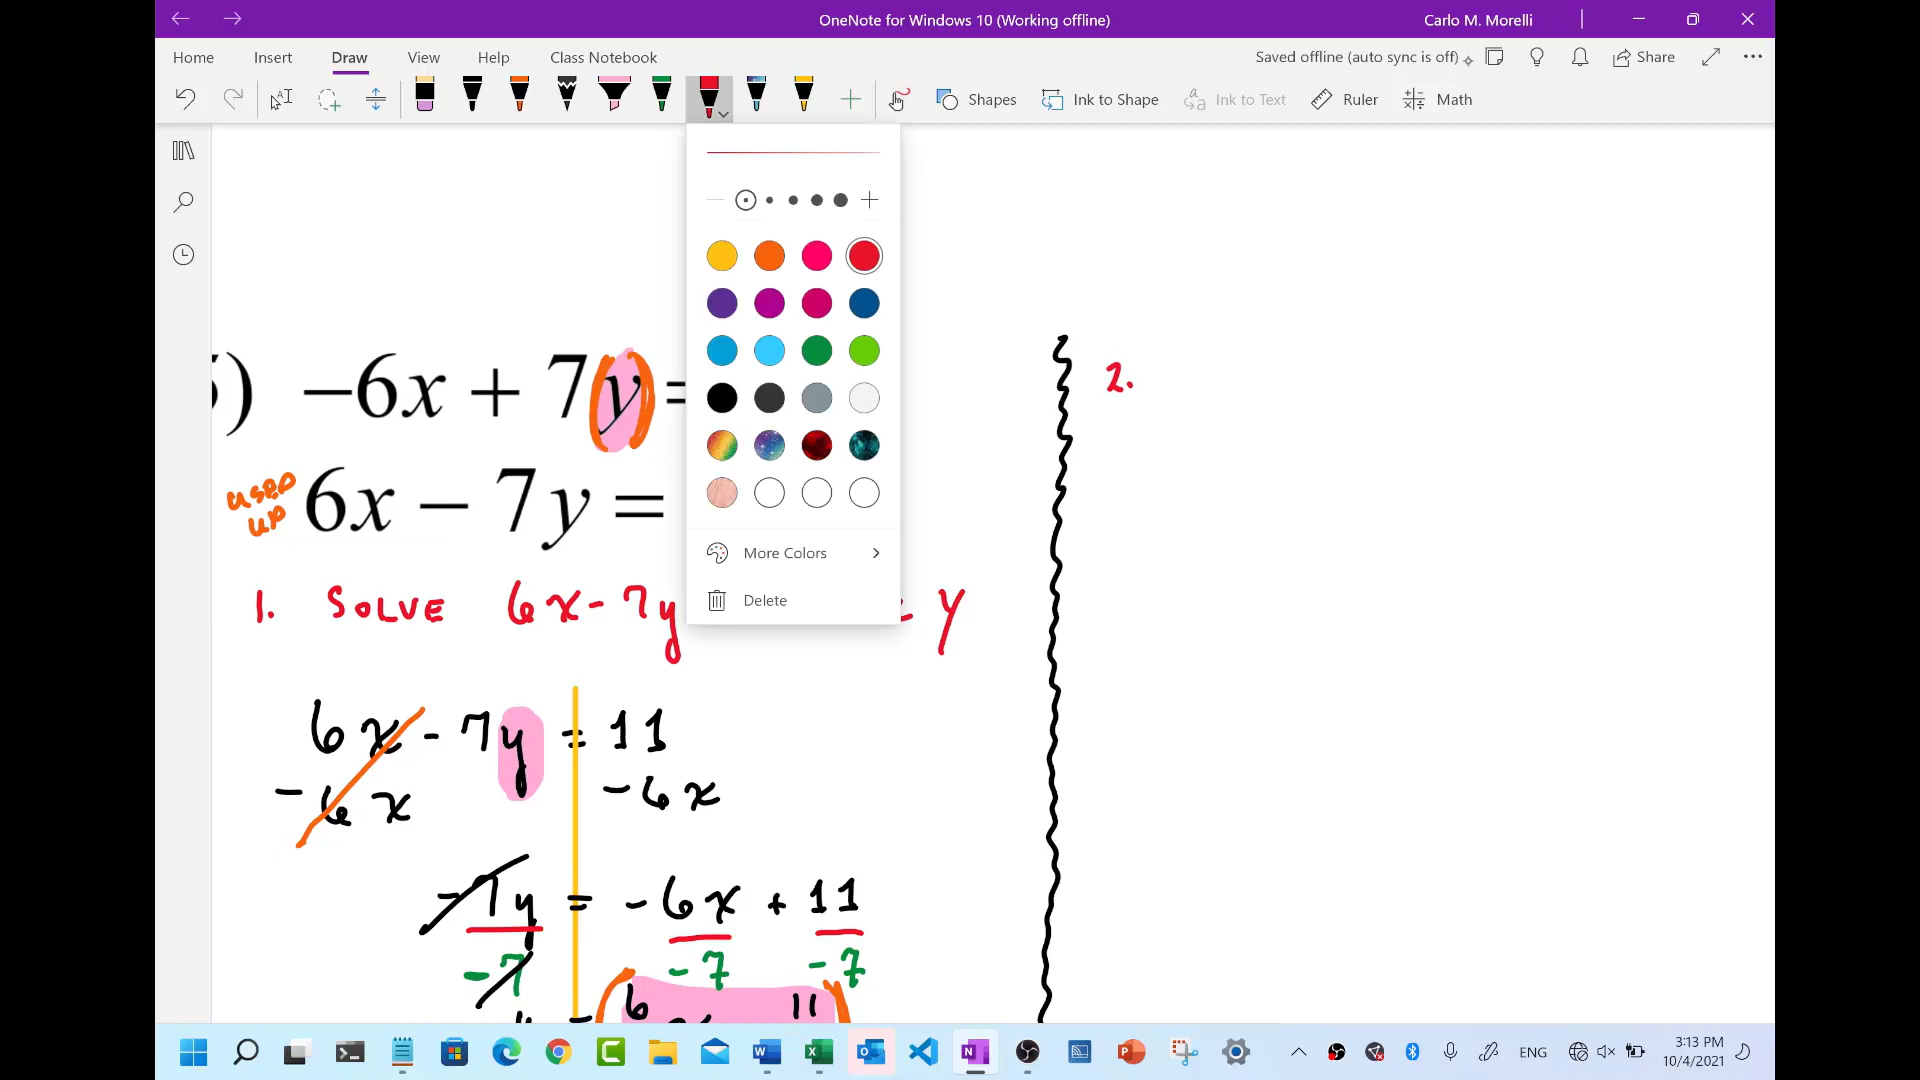 OneNote for Windows 10 (Working offline)
Carlo M. Morelli
Home Insert Draw View Help Class Notebook
Saved offline (auto sync is off) Share
Shapes Ink to Shape Ink to Text Ruler Math
) −6x + 7y =
2.
USED
UP
6x − 7y =
More Colors
Delete
1. SOLVE 6x - 7y y
6x - 7y = 11
- 6x - 6x
-7y = -6x + 11
-7 -7 -7
6 11
ENG
3:13 PM
10/4/2021